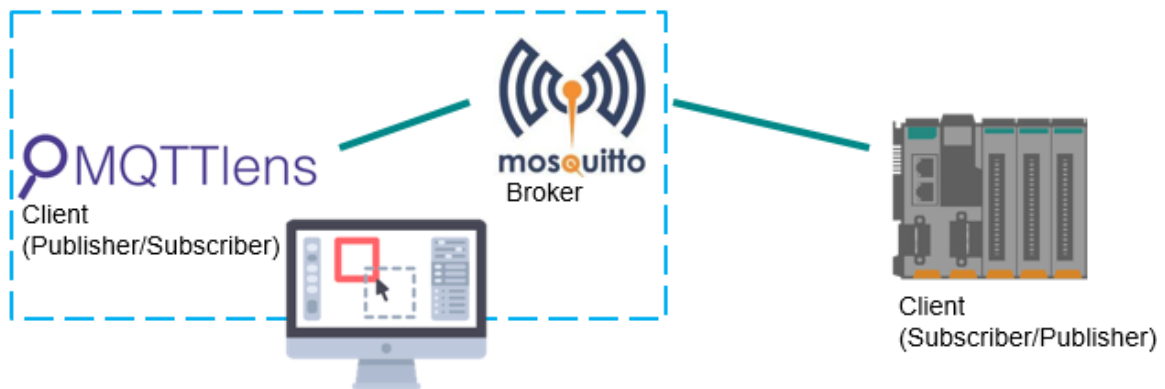 MQTTlens
Client
(Publisher/Subscriber)
mosquitto
Broker
Client
(Subscriber/Publisher)